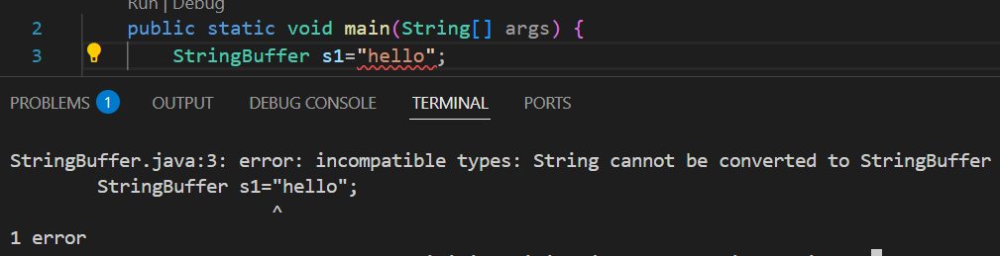 Run | Debug
2 public static void main(String[] args) {
3 StringBuffer s1="hello";
PROBLEMS 1 OUTPUT DEBUG CONSOLE TERMINAL PORTS
StringBuffer.java:3: error: incompatible types: String cannot be converted to StringBuffer
StringBuffer s1="hello";
^
1 error